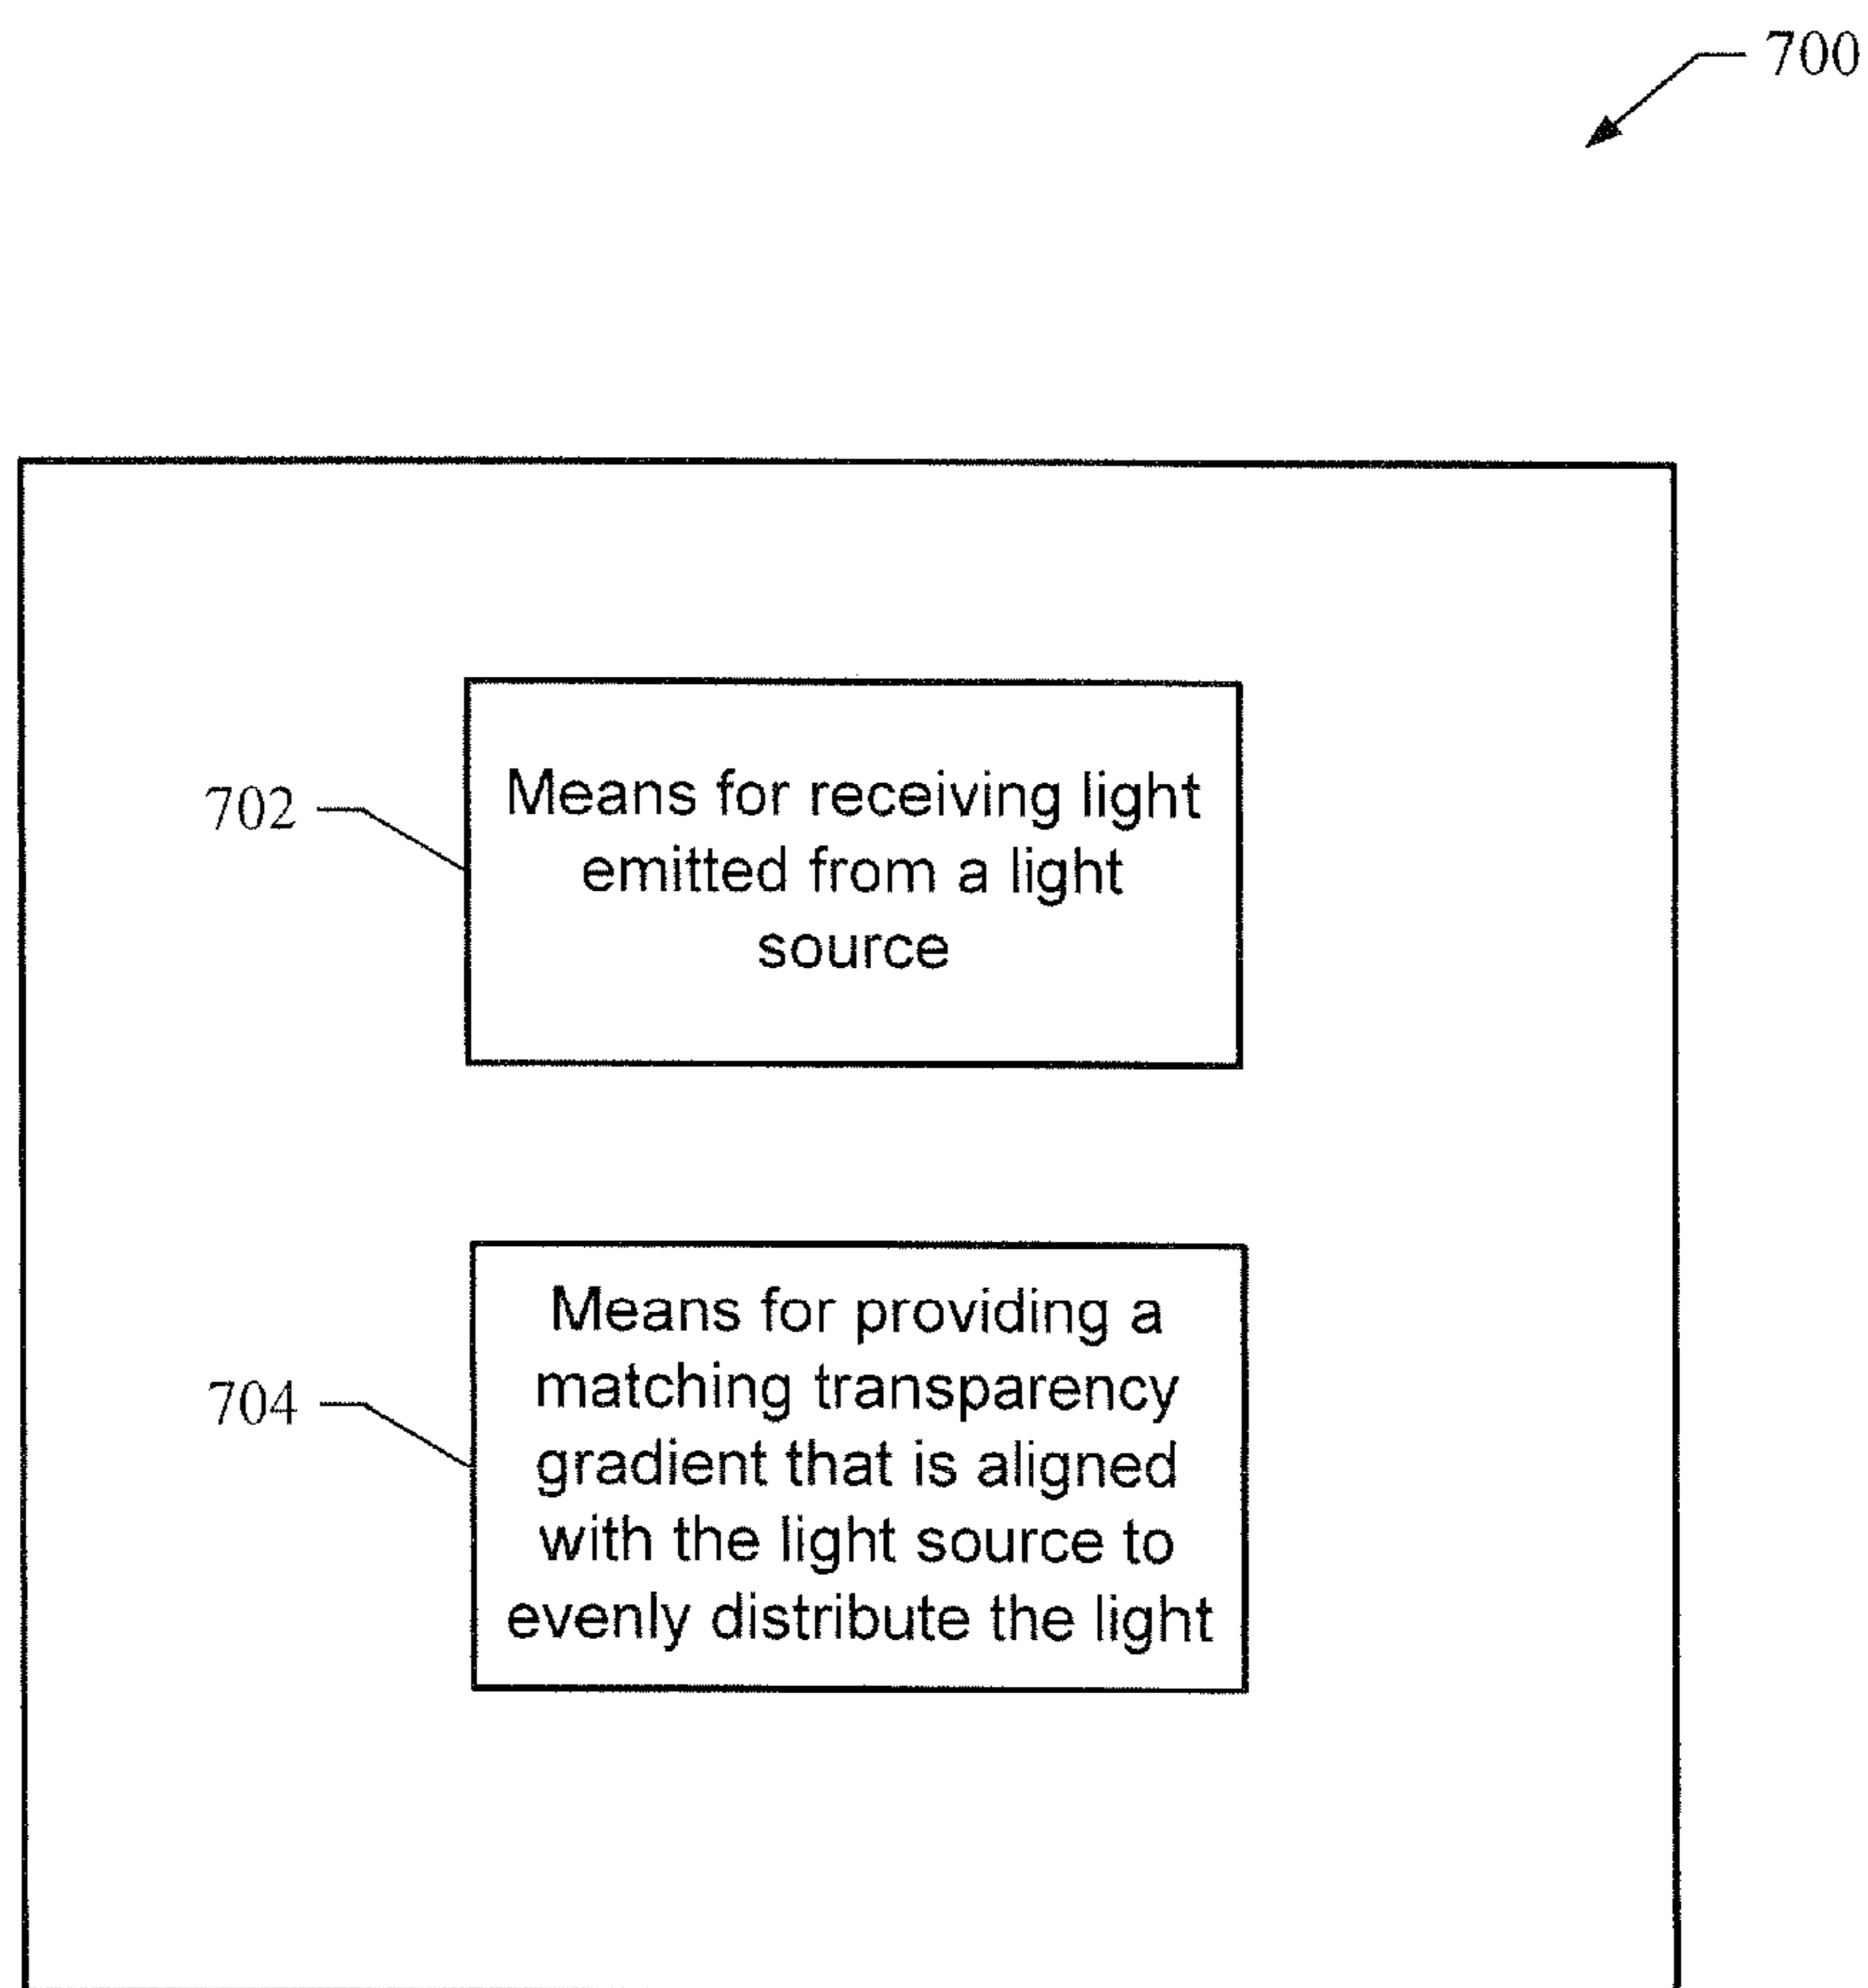 700
702
Means for receiving light
emitted from a light
source
704
Means for providing a
matching transparency
gradient that is aligned
with the light source to
evenly distribute the light